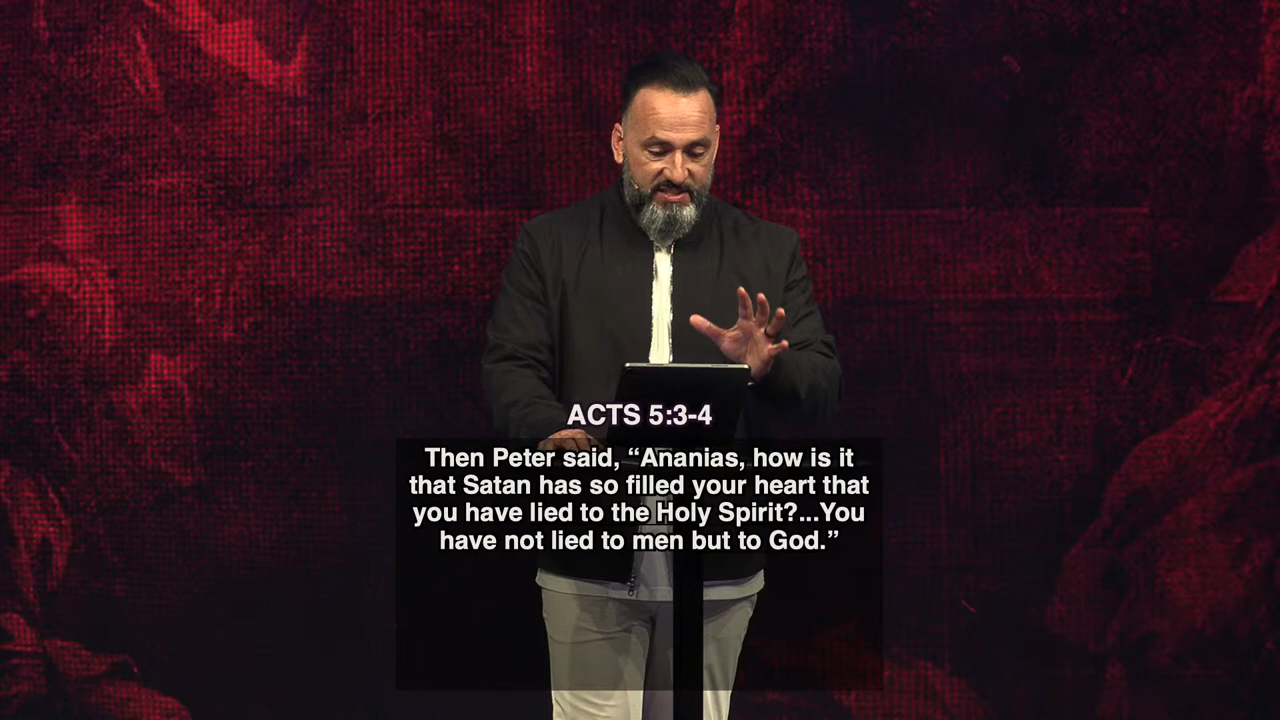 ACTS 5:3-4
Then Peter said, “Ananias, how is it
that Satan has so filled your heart that
you have lied to the Holy Spirit?...You
have not lied to men but to God.”